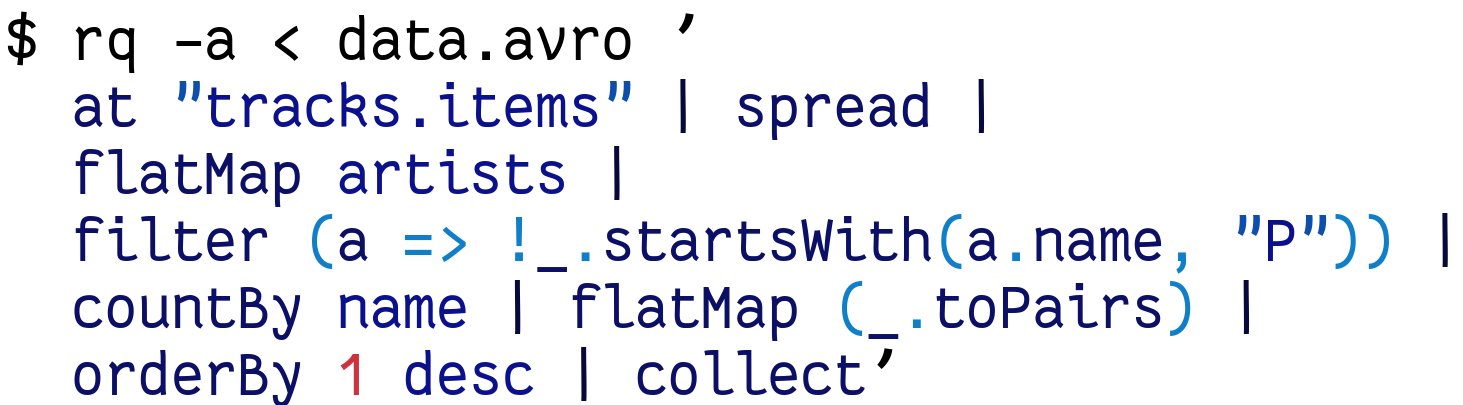 $ rq -a < data.avro ’
at "tracks.items" | spread |
flatMap artists |
filter (a => !_.startsWith(a.name, "P")) |
countBy name | flatMap (_.toPairs) |
orderBy 1 desc | collect’